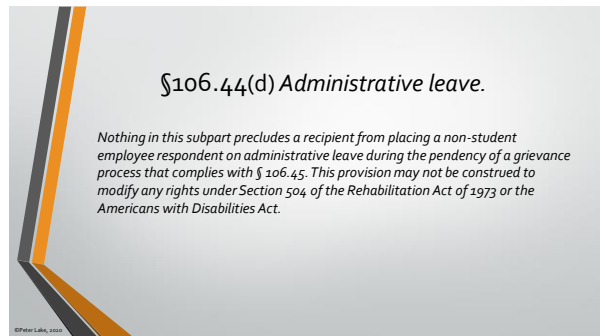 §106.44(d) Administrative leave.
Nothing in this subpart precludes a recipient from placing a non-student
employee respondent on administrative leave during the pendency of a grievance
process that complies with § 106.45. This provision may not be construed to
modify any rights under Section 504 of the Rehabilitation Act of 1973 or the
Americans with Disabilities Act.
©Peter Lake, 2020